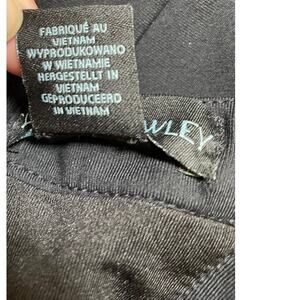 FABRIQUÉ AU
VIETNAM
WYPRODUKOWANO
W WIETNAMIE
HERGESTELLT IN
VIETNAM
GEPRODUCEERD
IN VIETNAM